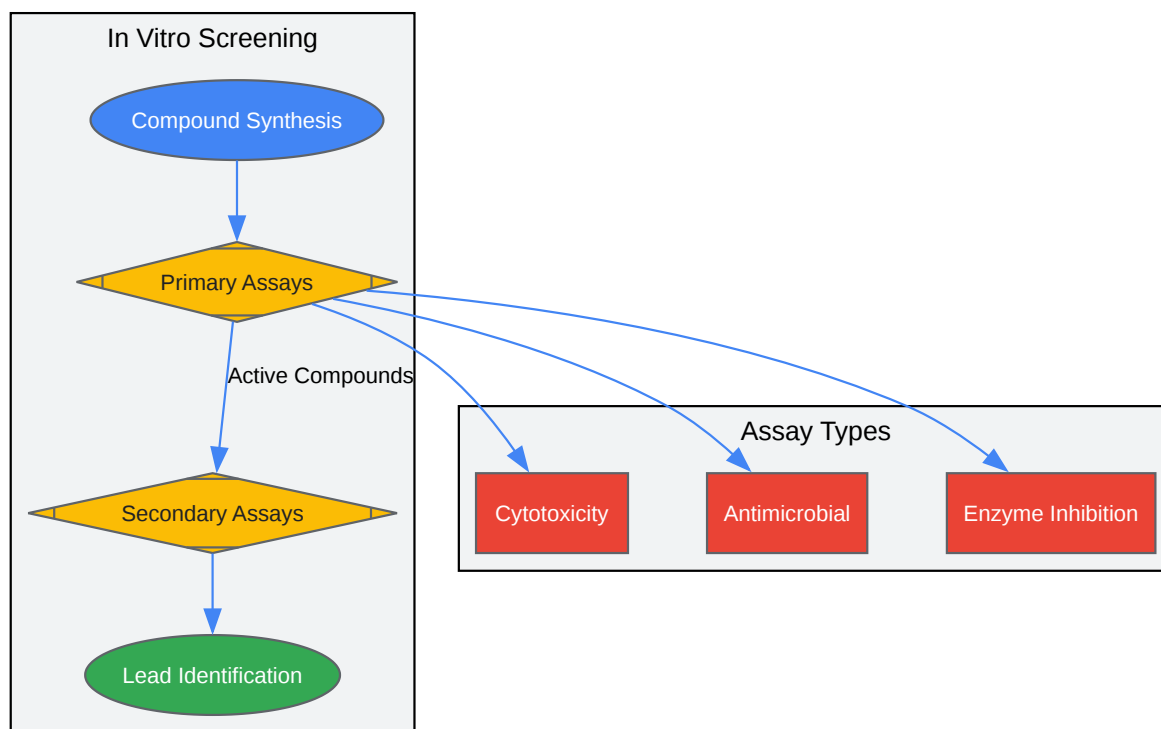 In Vitro Screening
Compound Synthesis
Primary Assays
Active Compounds
Secondary Assays
Lead Identification
Assay Types
Cytotoxicity
Antimicrobial
Enzyme Inhibition